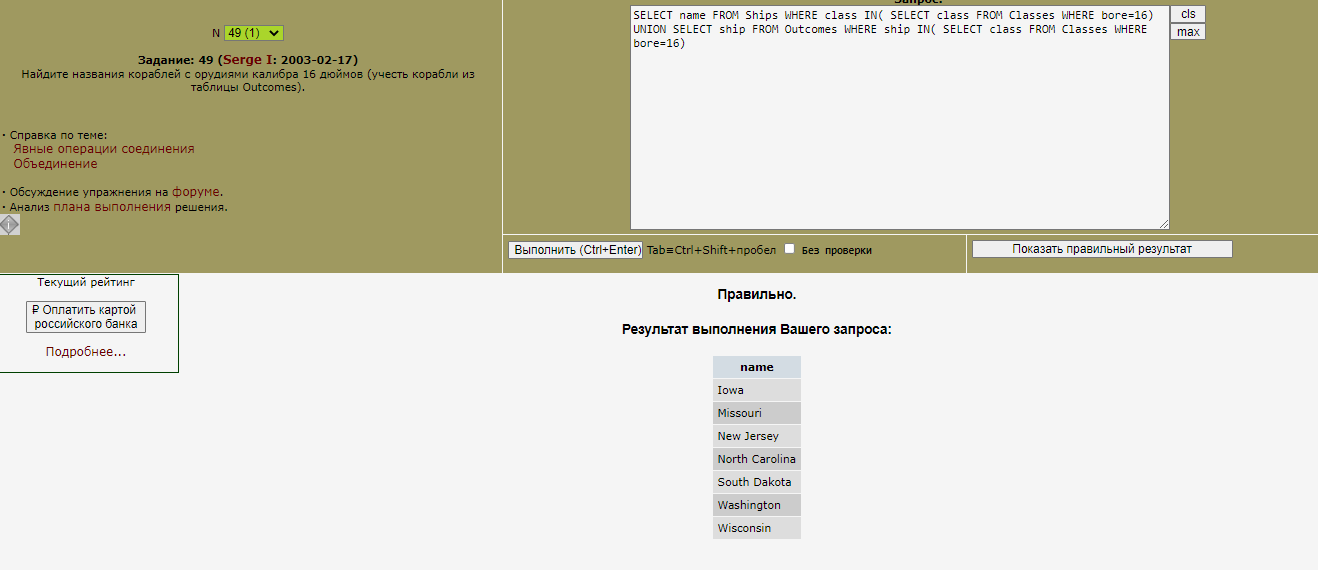 N 49 (1)
Задание: 49 (Serge I: 2003-02-17)
Найдите названия кораблей с орудиями калибра 16 дюймов (учесть корабли из
таблицы Outcomes).
· Справка по теме:
Явные операции соединения
Объединение
· Обсуждение упражнения на форуме.
· Анализ плана выполнения решения.
Запрос:
SELECT name FROM Ships WHERE class IN( SELECT class FROM Classes WHERE bore=16)
UNION SELECT ship FROM Outcomes WHERE ship IN( SELECT class FROM Classes WHERE
bore=16)
cls
max
Выполнить (Ctrl+Enter) Tab≡Ctrl+Shift+пробел Без проверки
Показать правильный результат
Текущий рейтинг
₽ Оплатить картой
российского банка
Подробнее...
Правильно.
Результат выполнения Вашего запроса:
name
Iowa
Missouri
New Jersey
North Carolina
South Dakota
Washington
Wisconsin